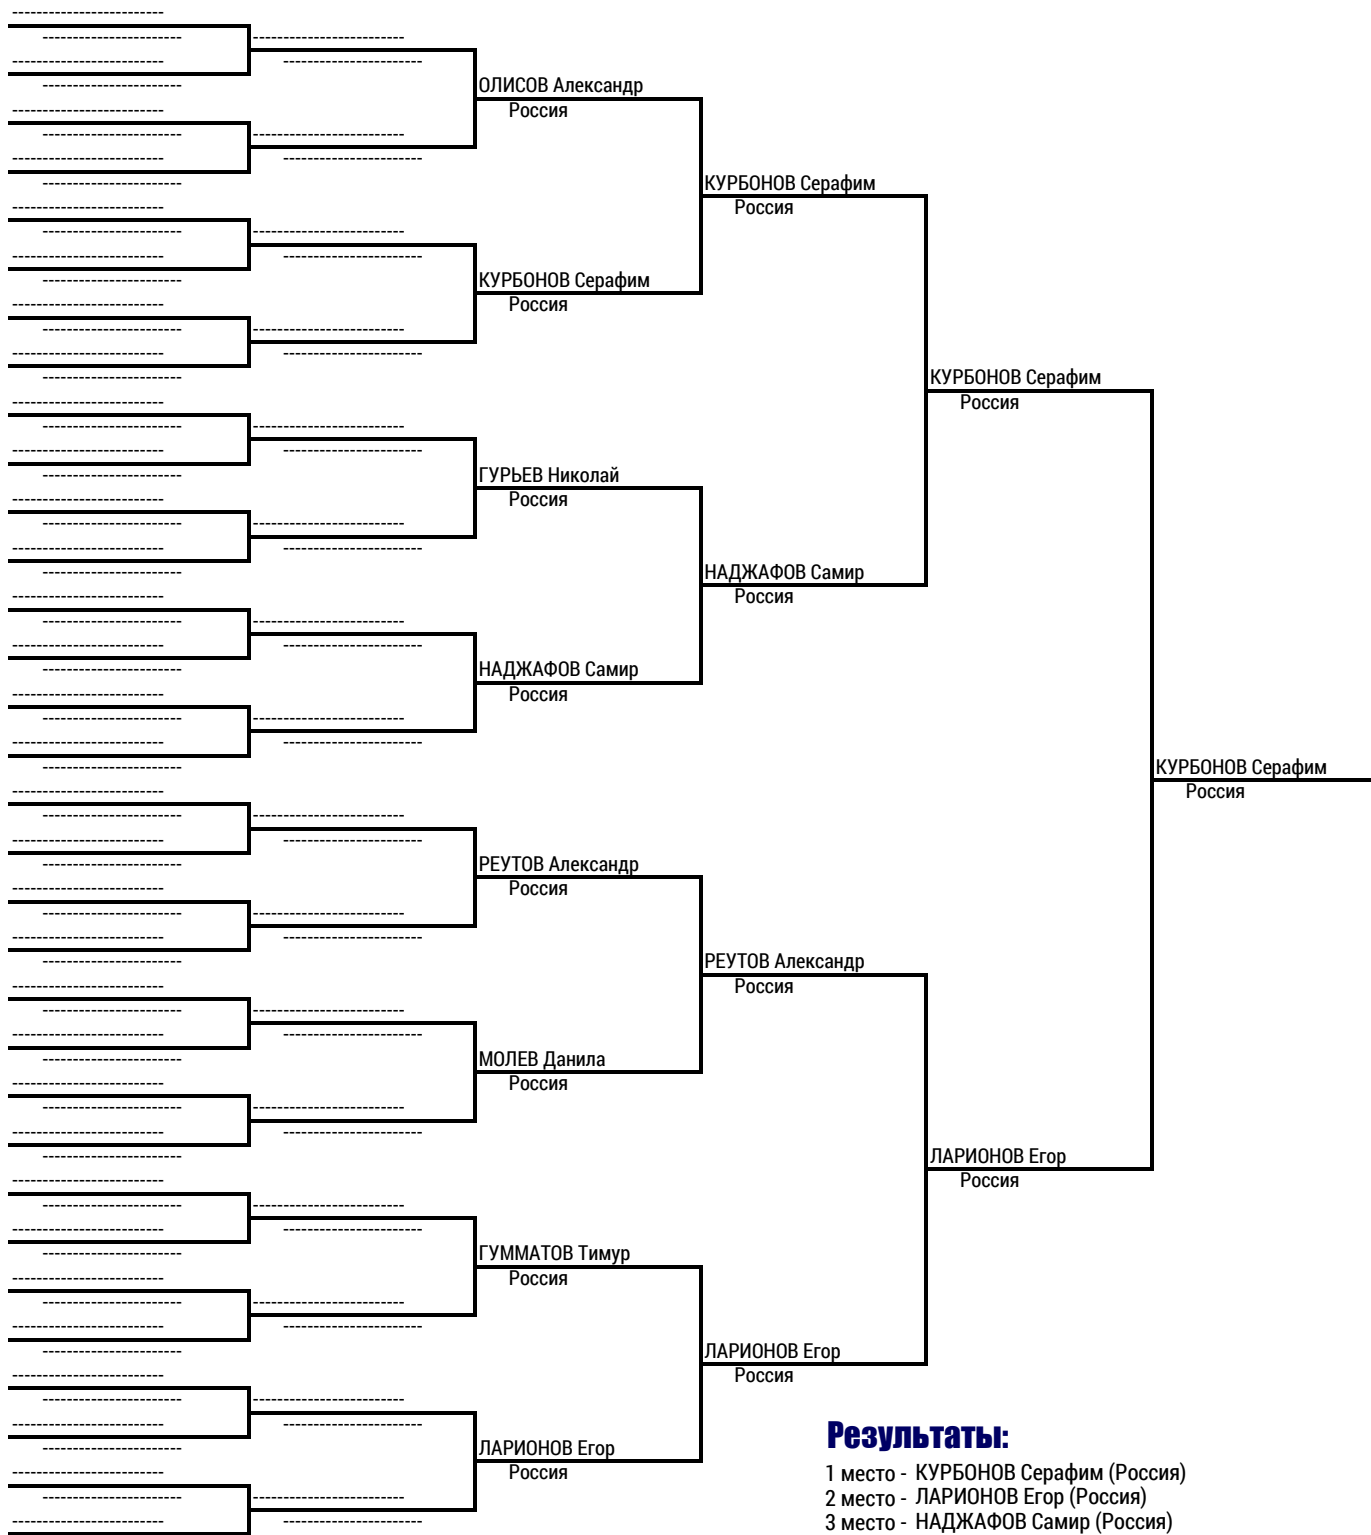 ОЛИСОВ Александр
Россия
КУРБОНОВ Серафим
Россия
КУРБОНОВ Серафим
Россия
КУРБОНОВ Серафим
Россия
ГУРЬЕВ Николай
Россия
НАДЖАФОВ Самир
Россия
НАДЖАФОВ Самир
Россия
КУРБОНОВ Серафим
Россия
РЕУТОВ Александр
Россия
РЕУТОВ Александр
Россия
МОЛЕВ Данила
Россия
ЛАРИОНОВ Егор
Россия
ГУММАТОВ Тимур
Россия
ЛАРИОНОВ Егор
Россия
ЛАРИОНОВ Егор
Россия
Результаты:
1 место - КУРБОНОВ Серафим (Россия)
2 место - ЛАРИОНОВ Егор (Россия)
3 место - НАДЖАФОВ Самир (Россия)